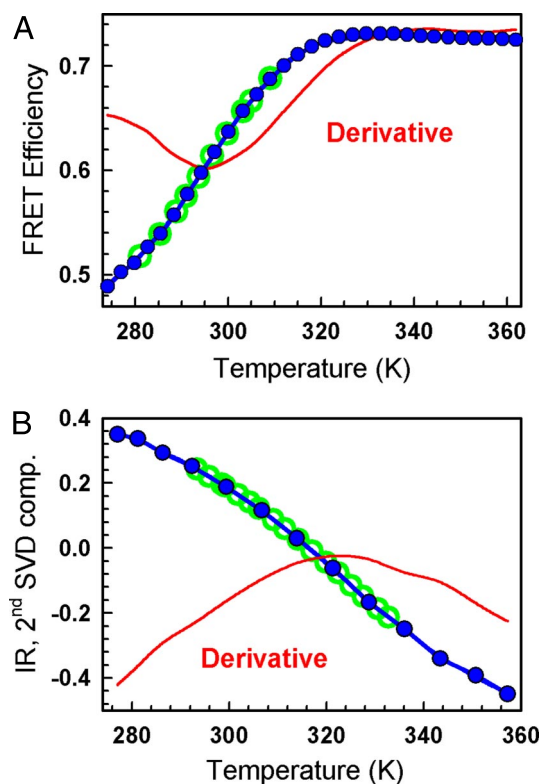 A
0.7
0.6
0.5
FRET Efficiency
Derivative
280 300 320 340 360
Temperature (K)
B
0.4
0.2
0.0
-0.2
-0.4
IR, 2nd SVD comp.
Derivative
280 300 320 340 360
Temperature (K)